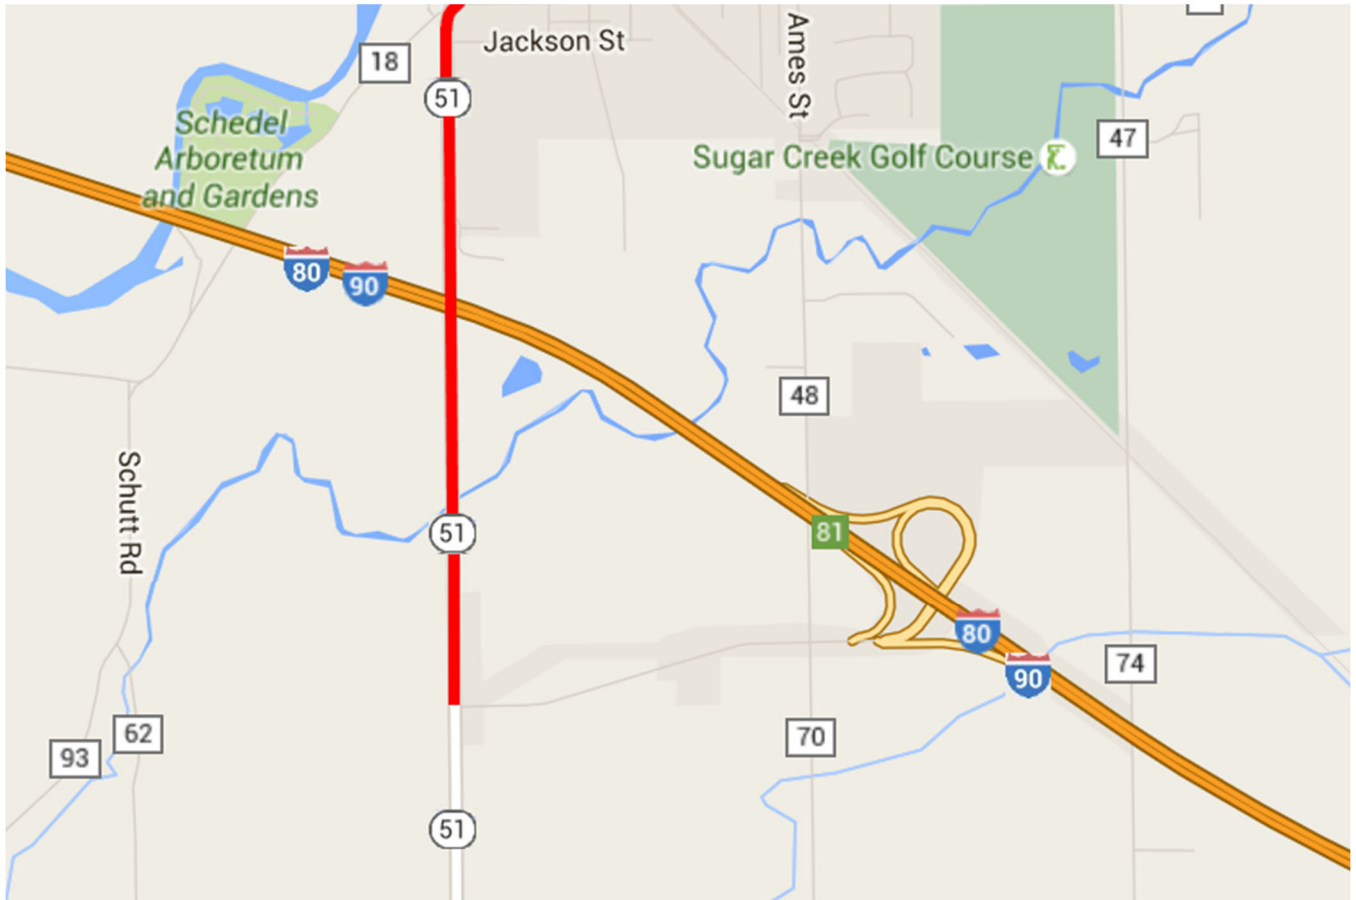 18
Jackson St
51
Ames St
47
Schedel
Arboretum
and Gardens
Sugar Creek Golf Course
80
90
48
Schutt Rd
51
81
80
90
74
62
93
70
51